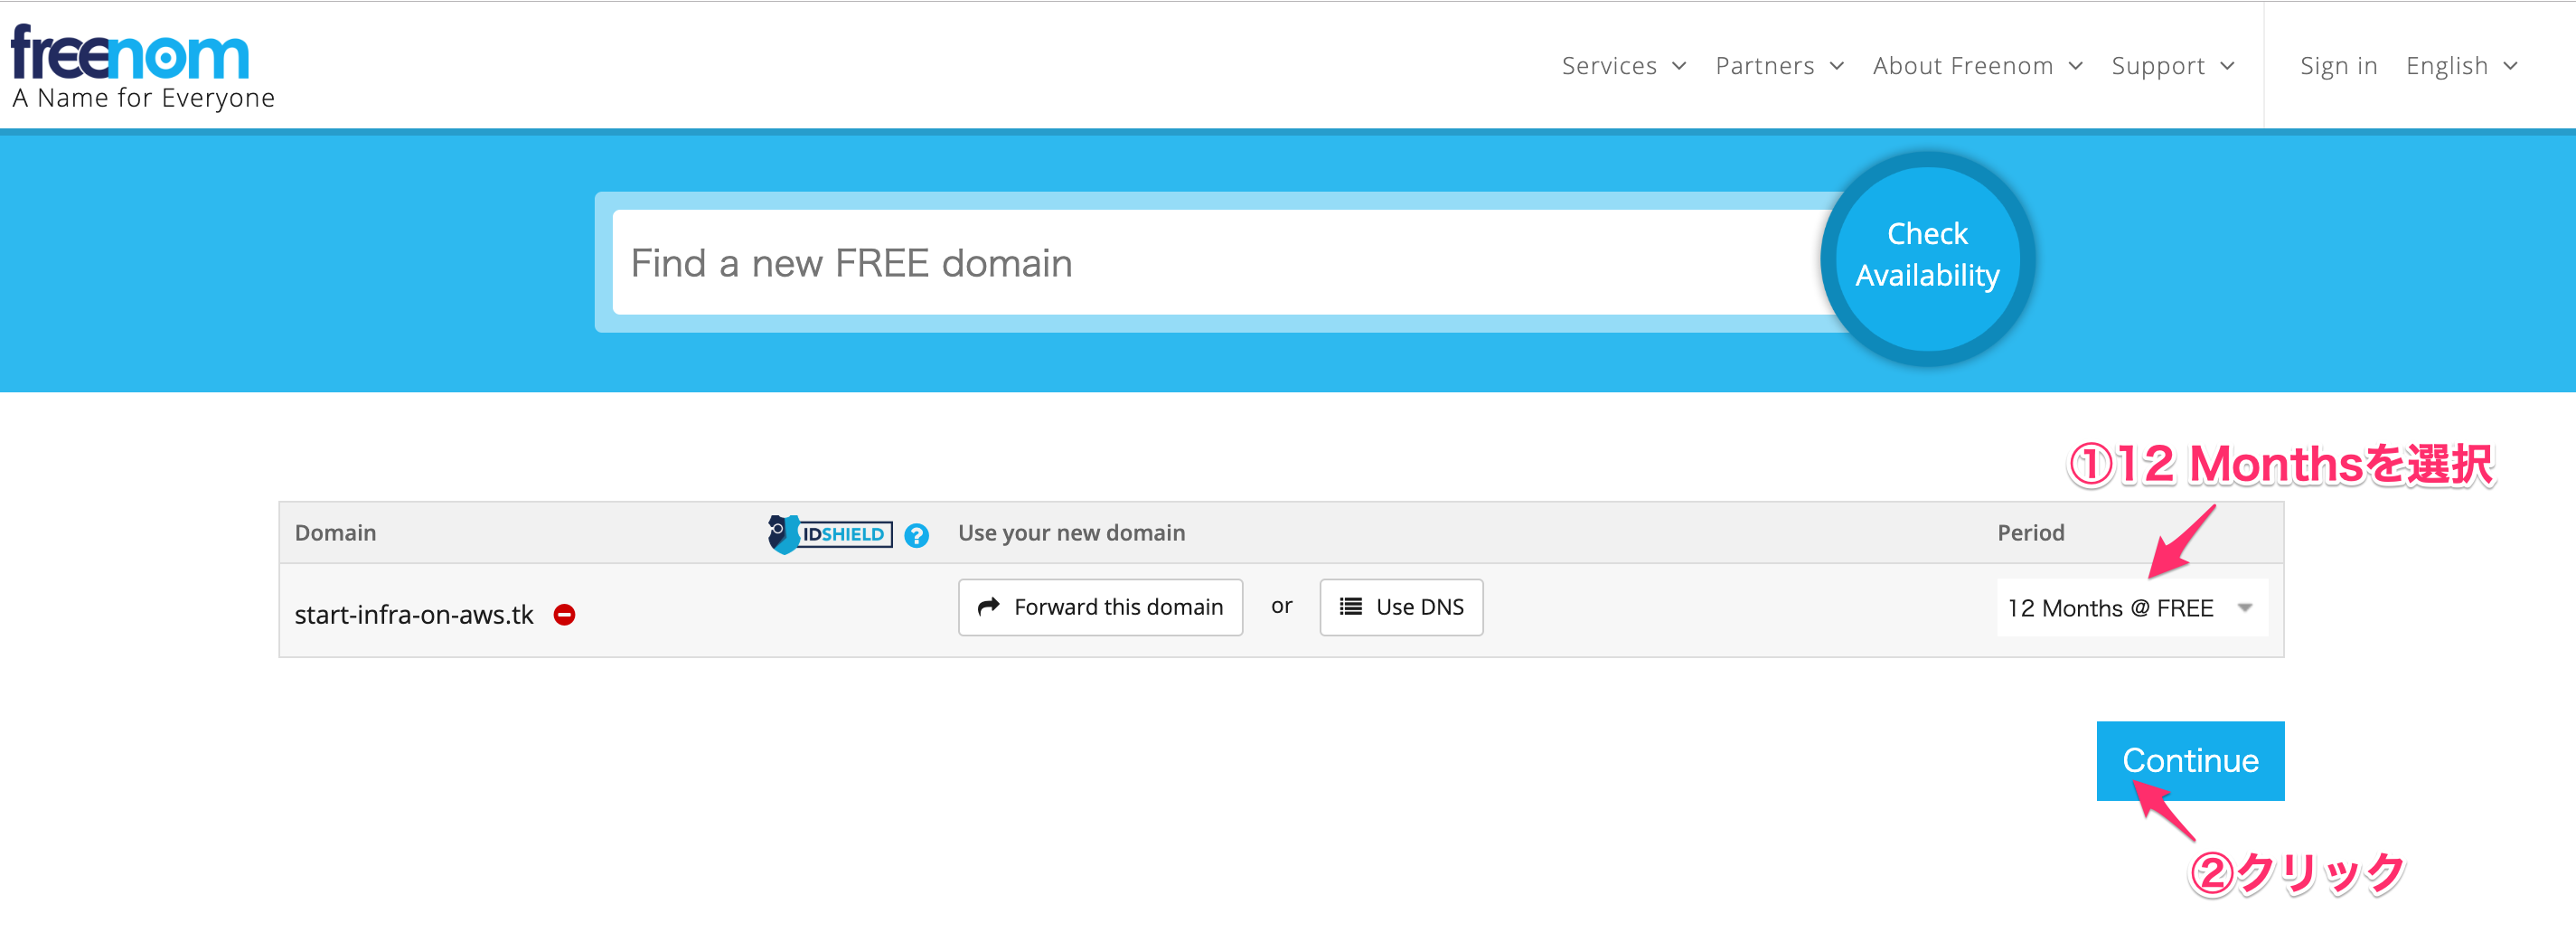 freenom
A Name for Everyone
Services Partners About Freenom Support Sign in English
Find a new FREE domain
Check
Availability
①12 Monthsを選択
Domain IDSHIELD ? Use your new domain Period
start-infra-on-aws.tk Forward this domain or Use DNS 12 Months @ FREE
Continue
②クリック